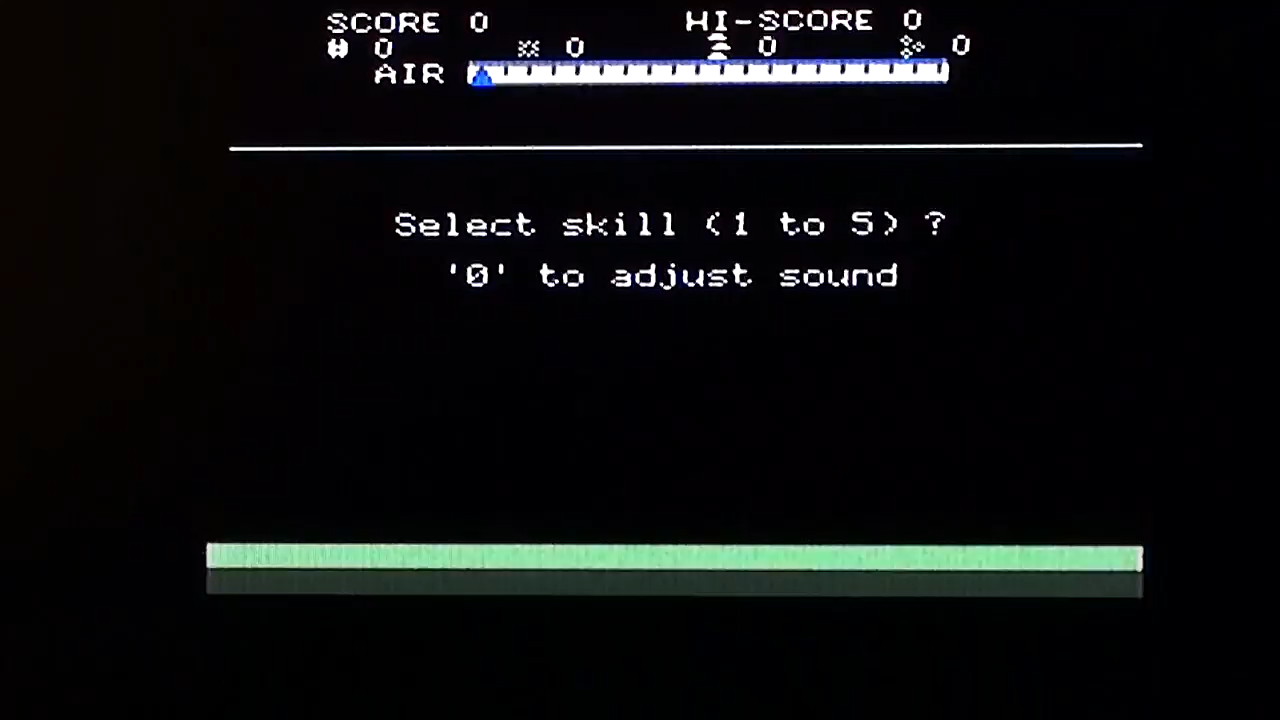 SCORE 0 HI-SCORE 0
0 0 0 0
AIR
Select skill (1 to 5) ?
'0' to adjust sound